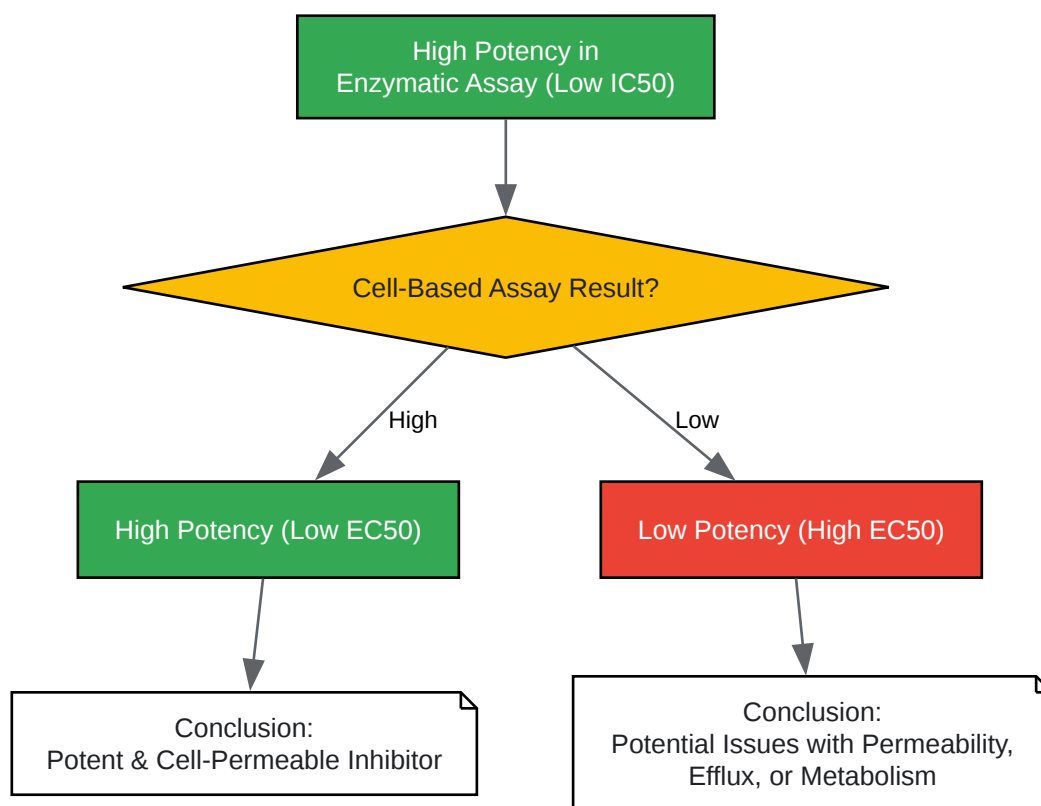 High Potency in
Enzymatic Assay (Low IC50)
Cell-Based Assay Result?
High
Low
High Potency (Low EC50)
Low Potency (High EC50)
Conclusion:
Potent & Cell-Permeable Inhibitor
Conclusion:
Potential Issues with Permeability,
Efflux, or Metabolism